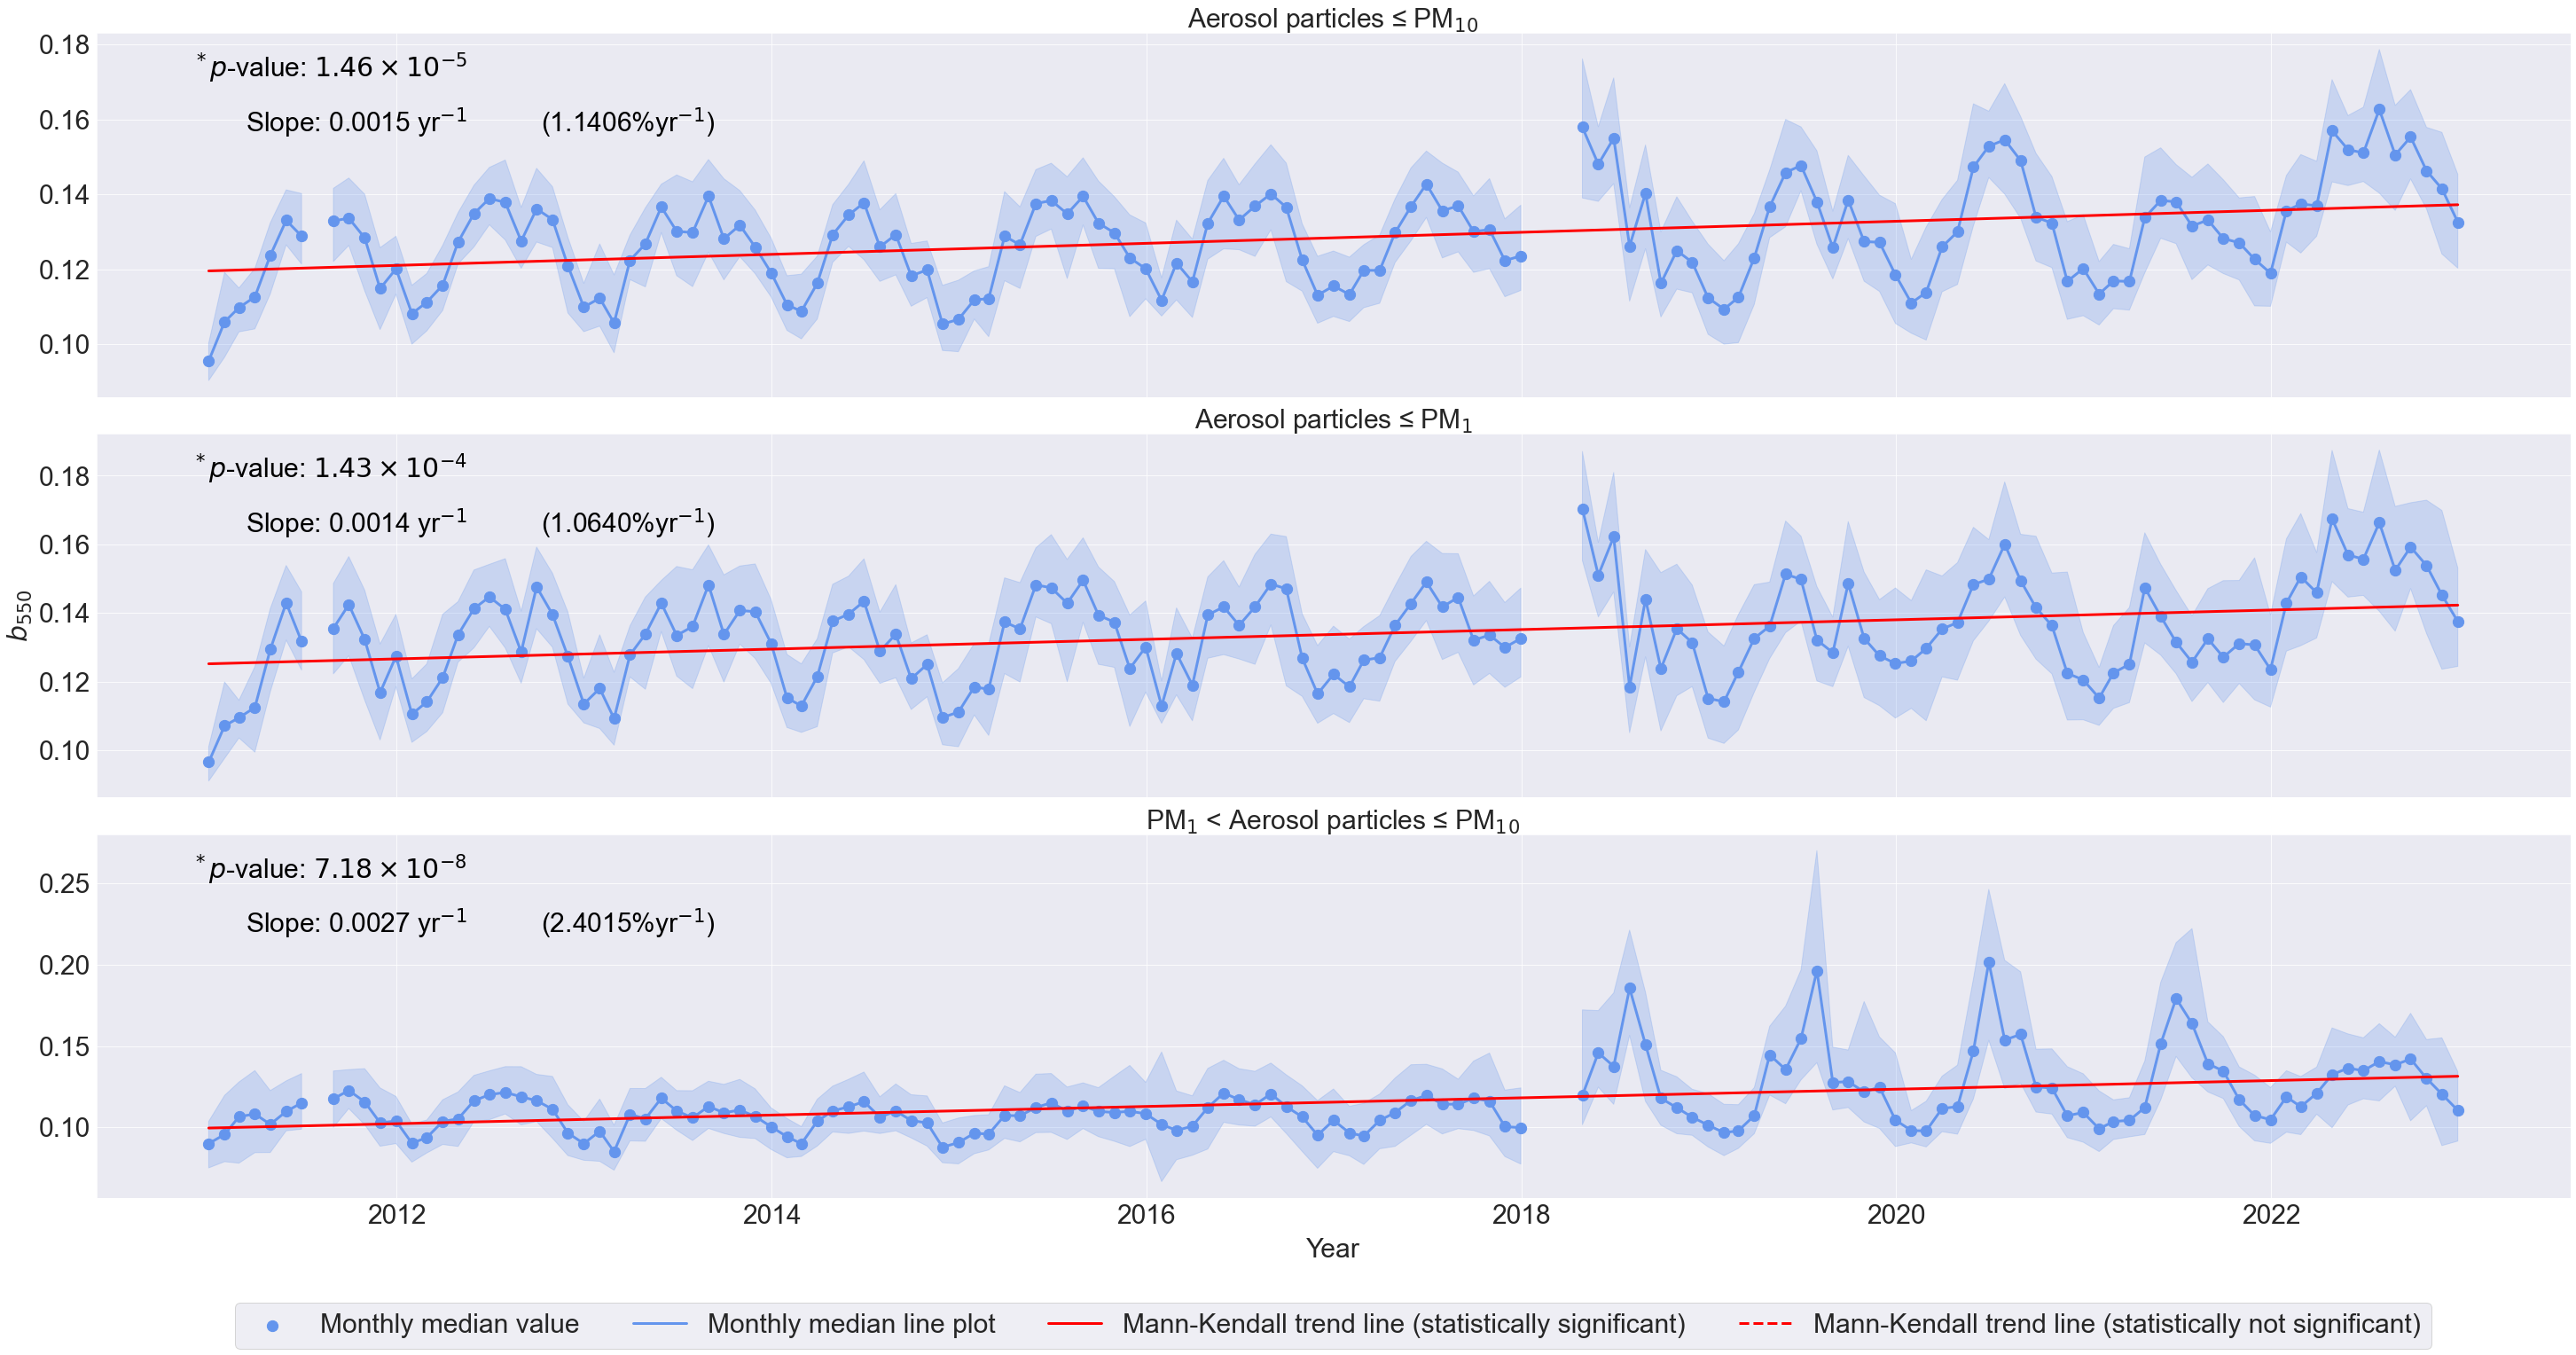 Aerosol particles ≤ PM₁₀
0.18
0.16
0.14
0.12
0.10
*p-value: 1.46 × 10⁻⁵
Slope: 0.0015 yr⁻¹ (1.1406%yr⁻¹)
Aerosol particles ≤ PM₁
0.18
0.16
0.14
0.12
0.10
*p-value: 1.43 × 10⁻⁴
Slope: 0.0014 yr⁻¹ (1.0640%yr⁻¹)
b₅₅₀
PM₁ < Aerosol particles ≤ PM₁₀
0.25
0.20
0.15
0.10
*p-value: 7.18 × 10⁻⁸
Slope: 0.0027 yr⁻¹ (2.4015%yr⁻¹)
2012 2014 2016 2018 2020 2022
Year
Monthly median value Monthly median line plot Mann-Kendall trend line (statistically significant) Mann-Kendall trend line (statistically not significant)